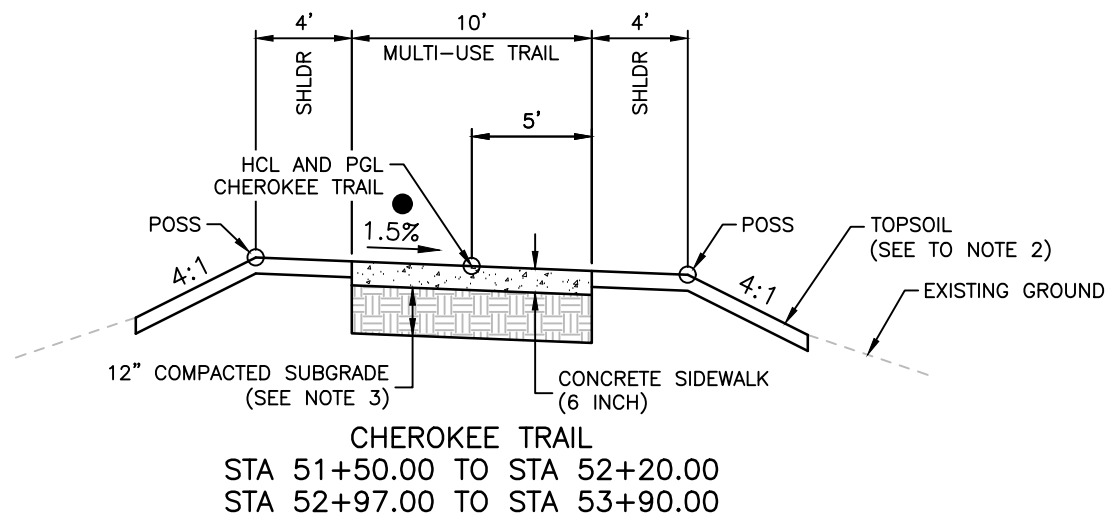 4'
10'
4'
MULTI-USE TRAIL
SHLDR
SHLDR
5'
HCL AND PGL
CHEROKEE TRAIL
POSS
1.5%
POSS
TOPSOIL
(SEE TO NOTE 2)
4:1
4:1
EXISTING GROUND
12" COMPACTED SUBGRADE
(SEE NOTE 3)
CONCRETE SIDEWALK
(6 INCH)
CHEROKEE TRAIL
STA 51+50.00 TO STA 52+20.00
STA 52+97.00 TO STA 53+90.00